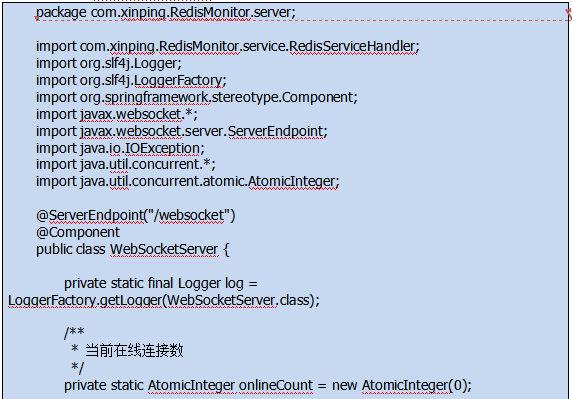 package com.xinping.RedisMonitor.server;
import com.xinping.RedisMonitor.service.RedisServiceHandler;
import org.slf4j.Logger;
import org.slf4j.LoggerFactory;
import org.springframework.stereotype.Component;
import javax.websocket.*;
import javax.websocket.server.ServerEndpoint;
import java.io.IOException;
import java.util.concurrent.*;
import java.util.concurrent.atomic.AtomicInteger;
@ServerEndpoint("/websocket")
@Component
public class WebSocketServer {
private static final Logger log =
LoggerFactory.getLogger(WebSocketServer.class);
/**
* 当前在线连接数
*/
private static AtomicInteger onlineCount = new AtomicInteger(0);